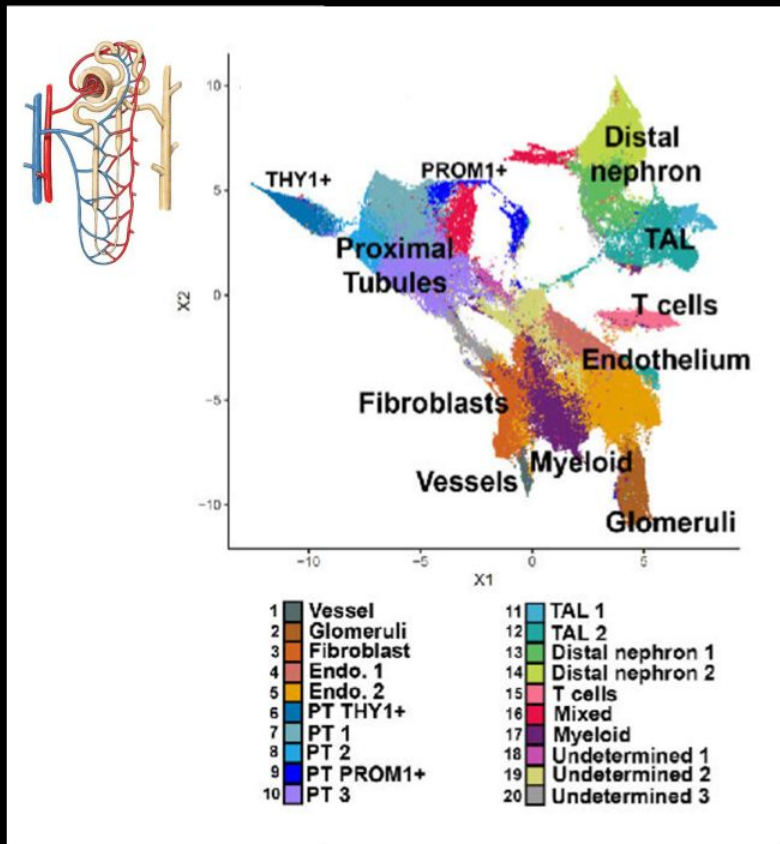 10
5
0
−5
−10
X2
THY1+
PROM1+
Distal
nephron
Proximal
Tubules
TAL
T cells
Endothelium
Fibroblasts
Myeloid
Vessels
Glomeruli
−10 −5 0 5
X1
1 Vessel
2 Glomeruli
3 Fibroblast
4 Endo. 1
5 Endo. 2
6 PT THY1+
7 PT 1
8 PT 2
9 PT PROM1+
10 PT 3
11 TAL 1
12 TAL 2
13 Distal nephron 1
14 Distal nephron 2
15 T cells
16 Mixed
17 Myeloid
18 Undetermined 1
19 Undetermined 2
20 Undetermined 3